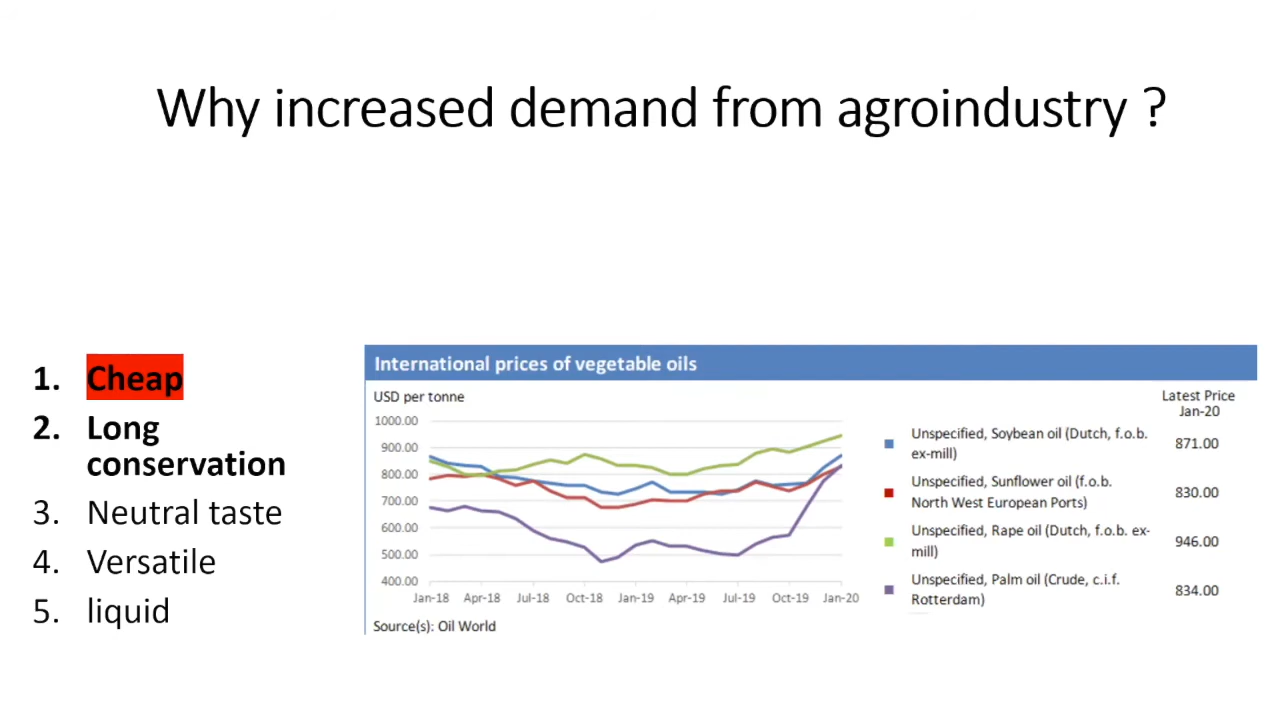 Why increased demand from agroindustry ?
1. Cheap
2. Long
conservation
3. Neutral taste
4. Versatile
5. liquid
International prices of vegetable oils
USD per tonne
1000.00
900.00
800.00
700.00
600.00
500.00
400.00
Jan-18 Apr-18 Jul-18 Oct-18 Jan-19 Apr-19 Jul-19 Oct-19 Jan-20
Source(s): Oil World
Latest Price
Jan-20
Unspecified, Soybean oil (Dutch, f.o.b.
ex-mill)
871.00
Unspecified, Sunflower oil (f.o.b.
North West European Ports)
830.00
Unspecified, Rape oil (Dutch, f.o.b. ex-
mill)
946.00
Unspecified, Palm oil (Crude, c.i.f.
Rotterdam)
834.00